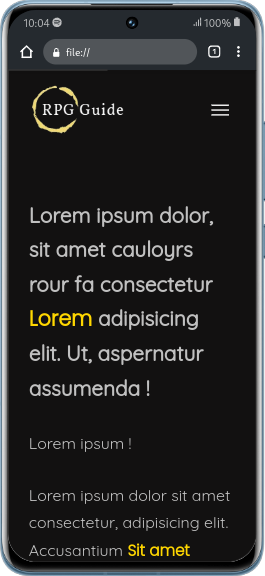 10:04 100%
file:// 1
RPG Guide
Lorem ipsum dolor,
sit amet cauloyrs
rour fa consectetur
Lorem adipisicing
elit. Ut, aspernatur
assumenda !
Lorem ipsum !
Lorem ipsum dolor sit amet
consectetur, adipisicing elit.
Accusantium Sit amet